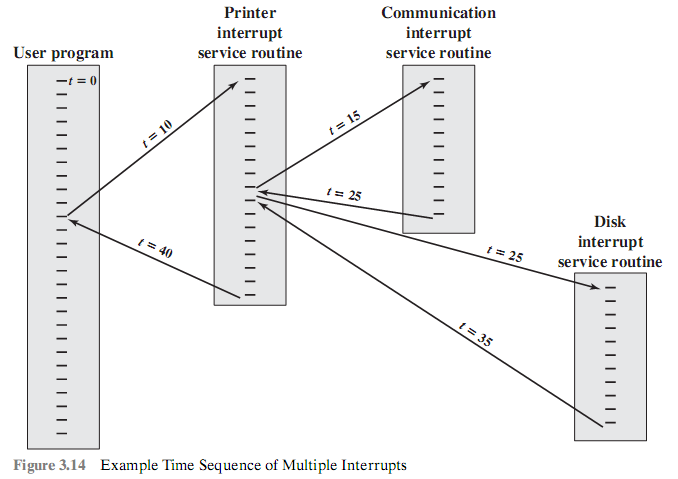 Printer
interrupt
service routine
Communication
interrupt
service routine
User program
t = 0
t = 10
t = 15
t = 25
t = 40
t = 25
Disk
interrupt
service routine
t = 35
Figure 3.14 Example Time Sequence of Multiple Interrupts